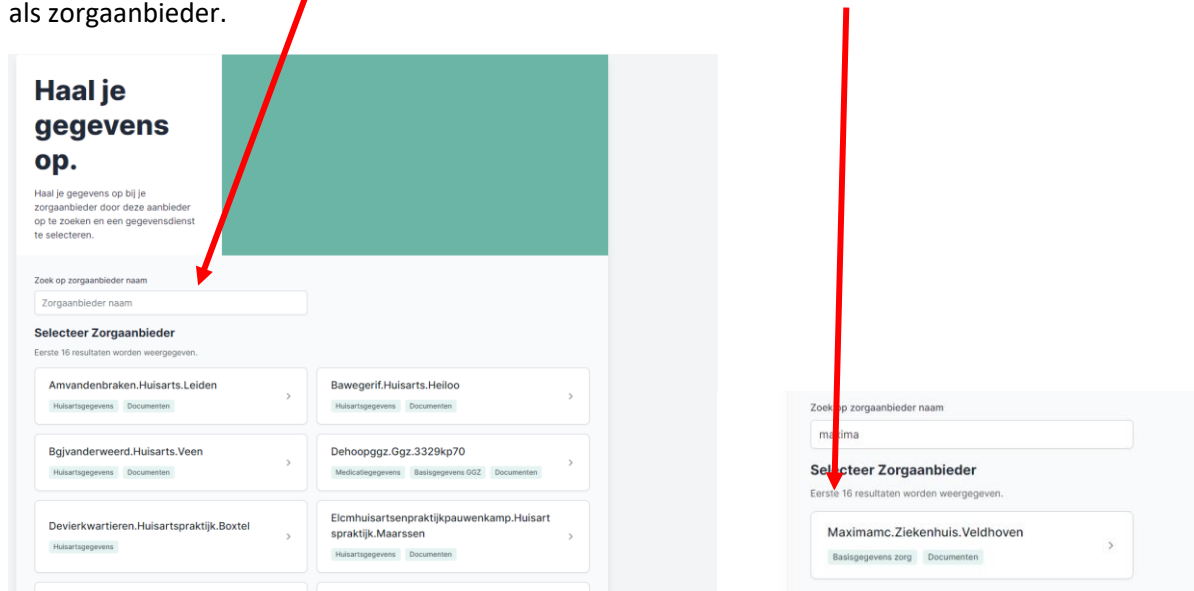 als zorgaanbieder.
Haal je
gegevens
op.
Haal je gegevens op bij je
zorgaanbieder door deze aanbieder
op te zoeken en een gegevensdienst
te selecteren.
Zoek op zorgaanbieder naam
Zorgaanbieder naam
Selecteer Zorgaanbieder
Eerste 16 resultaten worden weergegeven.
Amvandenbraken.Huisarts.Leiden
Huisartsgegevens Documenten
Bawegerif.Huisarts.Heiloo
Huisartsgegevens Documenten
Bgjvanderweerd.Huisarts.Veen
Huisartsgegevens Documenten
Dehoopggz.Ggz.3329kp70
Medicatiegegevens Basisgegevens GGZ Documenten
Devierkwartieren.Huisartspraktijk.Boxtel
Huisartsgegevens
Elcmhuisartsenpraktijkpauwenkamp.Huisart
spraktijk.Maarssen
Huisartsgegevens Documenten
Zoek op zorgaanbieder naam
maxima
Selecteer Zorgaanbieder
Eerste 16 resultaten worden weergegeven.
Maximamc.Ziekenhuis.Veldhoven
Basisgegevens zorg Documenten